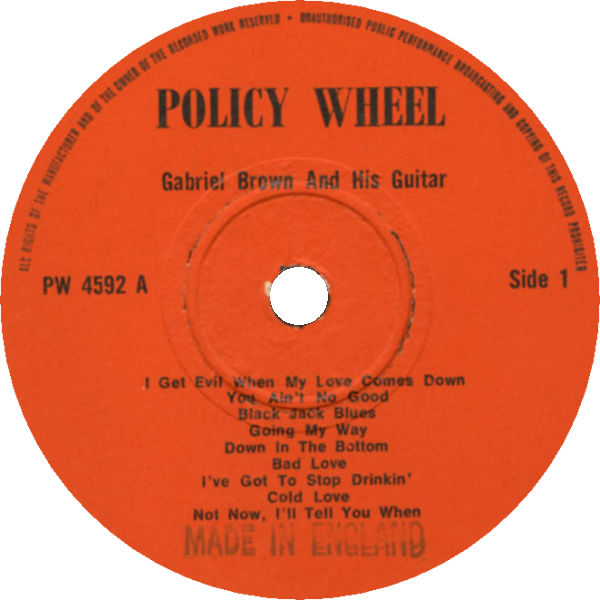 ALL RIGHTS OF THE MANUFACTURER AND OF THE OWNER OF THE RECORDED WORK RESERVED • UNAUTHORISED PUBLIC PERFORMANCE BROADCASTING AND COPYING OF THIS RECORD PROHIBITED
POLICY WHEEL
Gabriel Brown And His Guitar
PW 4592 A
Side 1
I Get Evil When My Love Comes Down
You Ain't No Good
Black Jack Blues
Going My Way
Down In The Bottom
Bad Love
I've Got To Stop Drinkin'
Cold Love
Not Now, I'll Tell You When
MADE IN ENGLAND